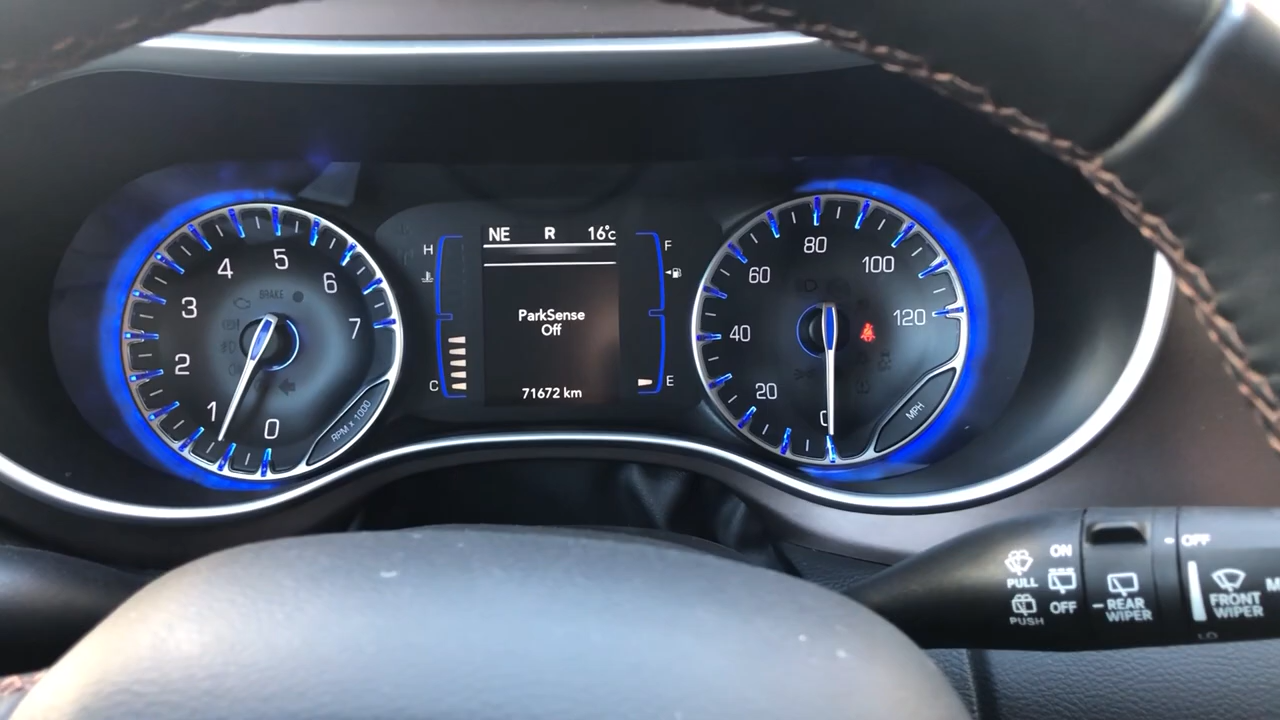 NE R 16°C
ParkSense
Off
71672 km
H
C
F
E
0
1
2
3
4
5
6
7
BRAKE
RPM x 1000
0
20
40
60
80
100
120
MPH
PULL
PUSH
ON
OFF
REAR
WIPER
OFF
FRONT
WIPER
LO